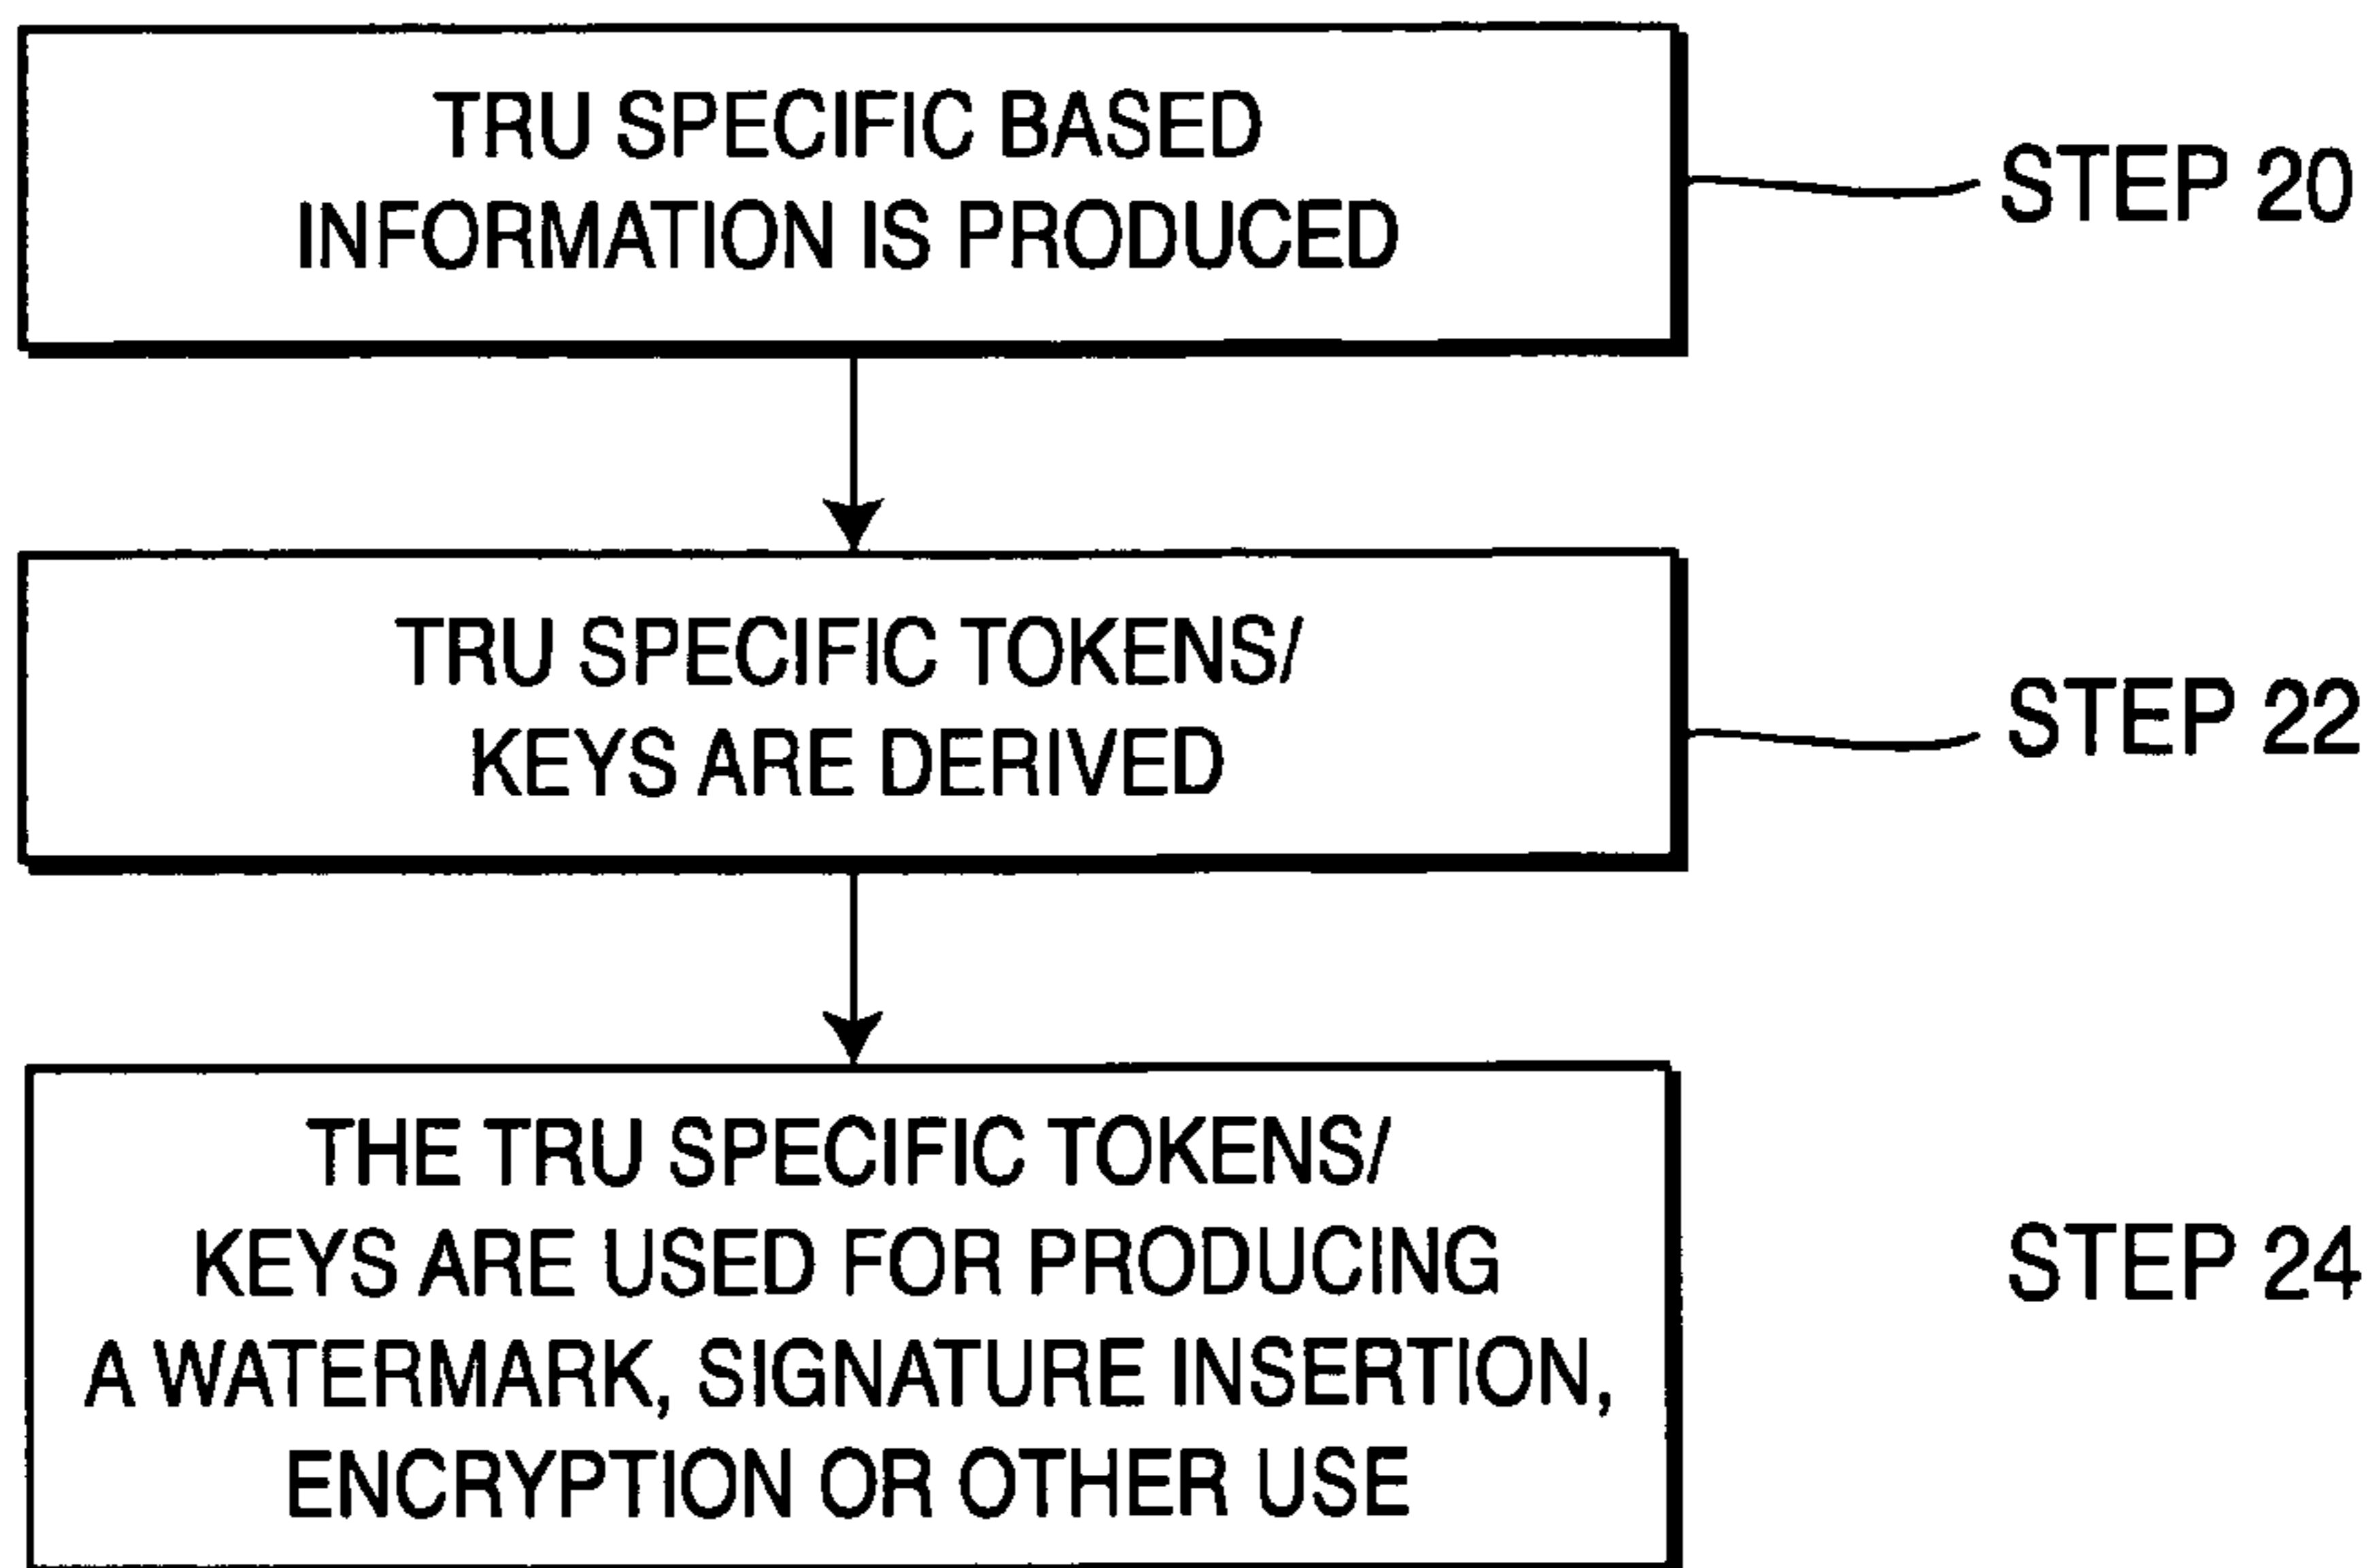 TRU SPECIFIC BASED
INFORMATION IS PRODUCED
STEP 20
TRU SPECIFIC TOKENS/
KEYS ARE DERIVED
STEP 22
THE TRU SPECIFIC TOKENS/
KEYS ARE USED FOR PRODUCING
A WATERMARK, SIGNATURE INSERTION,
ENCRYPTION OR OTHER USE
STEP 24